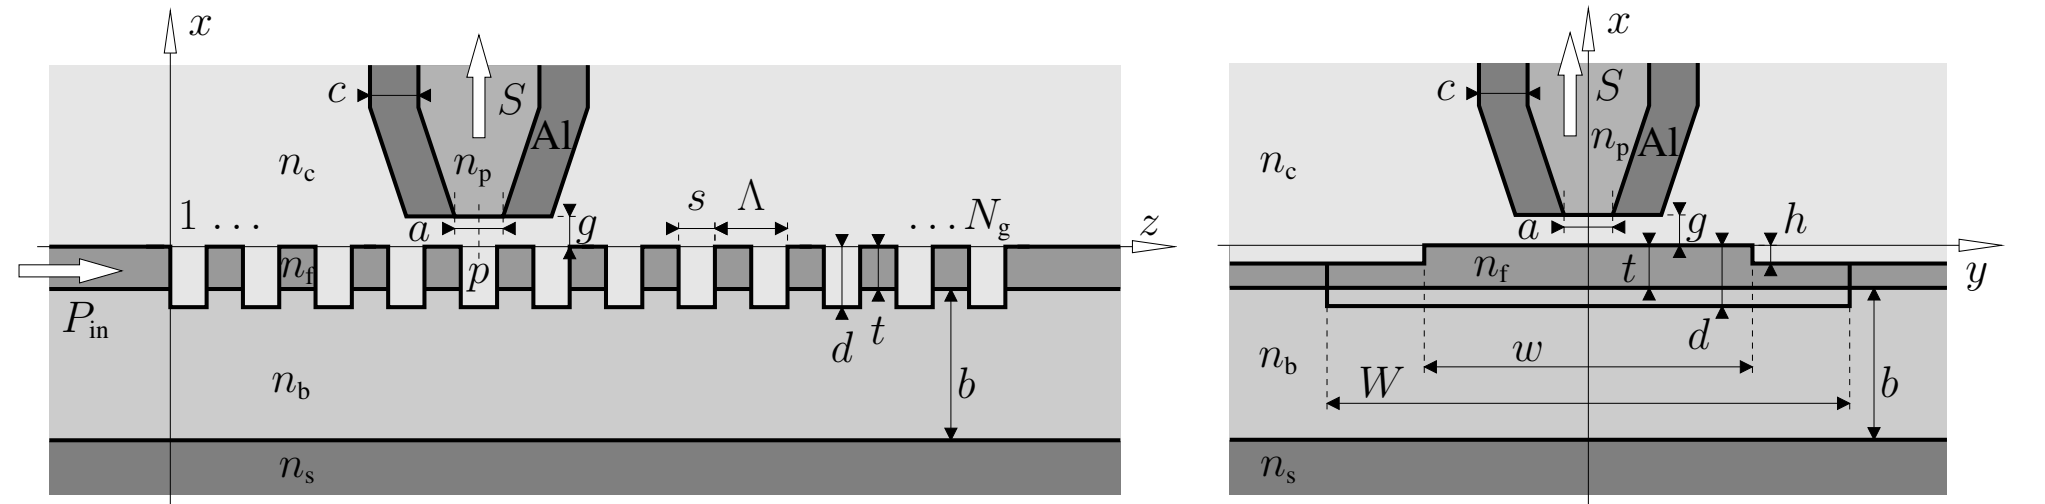 x
c
S
Al
n_c
n_p
s
Λ
1 ...
a
g
... N_g
z
n_f
p
P_in
d
t
n_b
b
n_s
x
c
S
n_p
Al
n_c
a
g
h
n_f
t
y
d
n_b
w
W
b
n_s